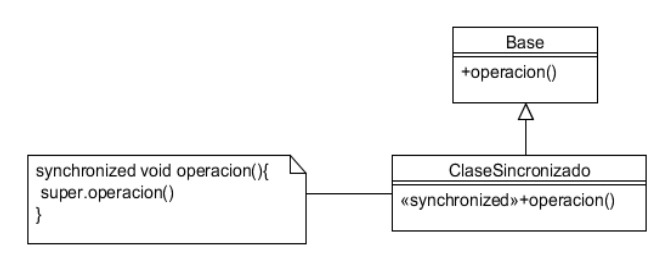 Base
+operacion()
synchronized void operacion(){
super.operacion()
}
ClaseSincronizado
«synchronized»+operacion()